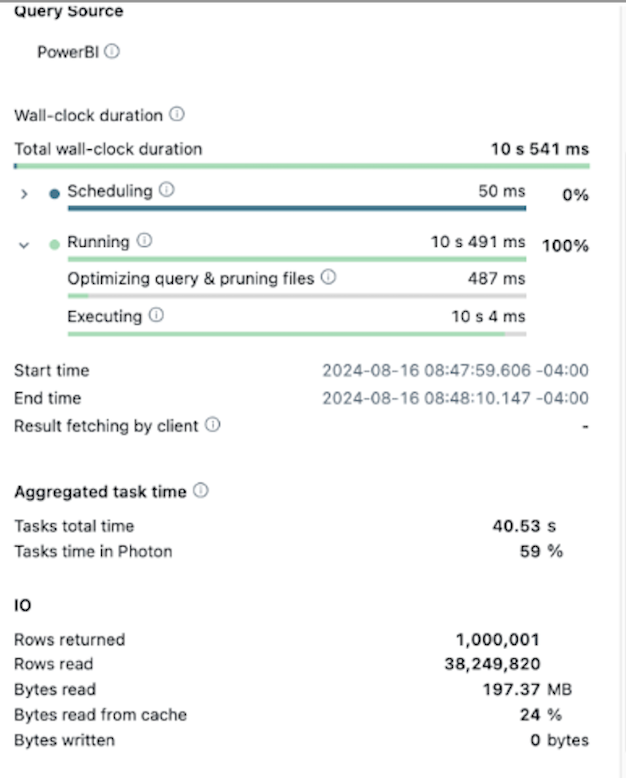 Query Source
PowerBI
Wall-clock duration
Total wall-clock duration 10 s 541 ms
Scheduling 50 ms 0%
Running 10 s 491 ms 100%
Optimizing query & pruning files 487 ms
Executing 10 s 4 ms
Start time 2024-08-16 08:47:59.606 -04:00
End time 2024-08-16 08:48:10.147 -04:00
Result fetching by client -
Aggregated task time
Tasks total time 40.53 s
Tasks time in Photon 59 %
IO
Rows returned 1,000,001
Rows read 38,249,820
Bytes read 197.37 MB
Bytes read from cache 24 %
Bytes written 0 bytes